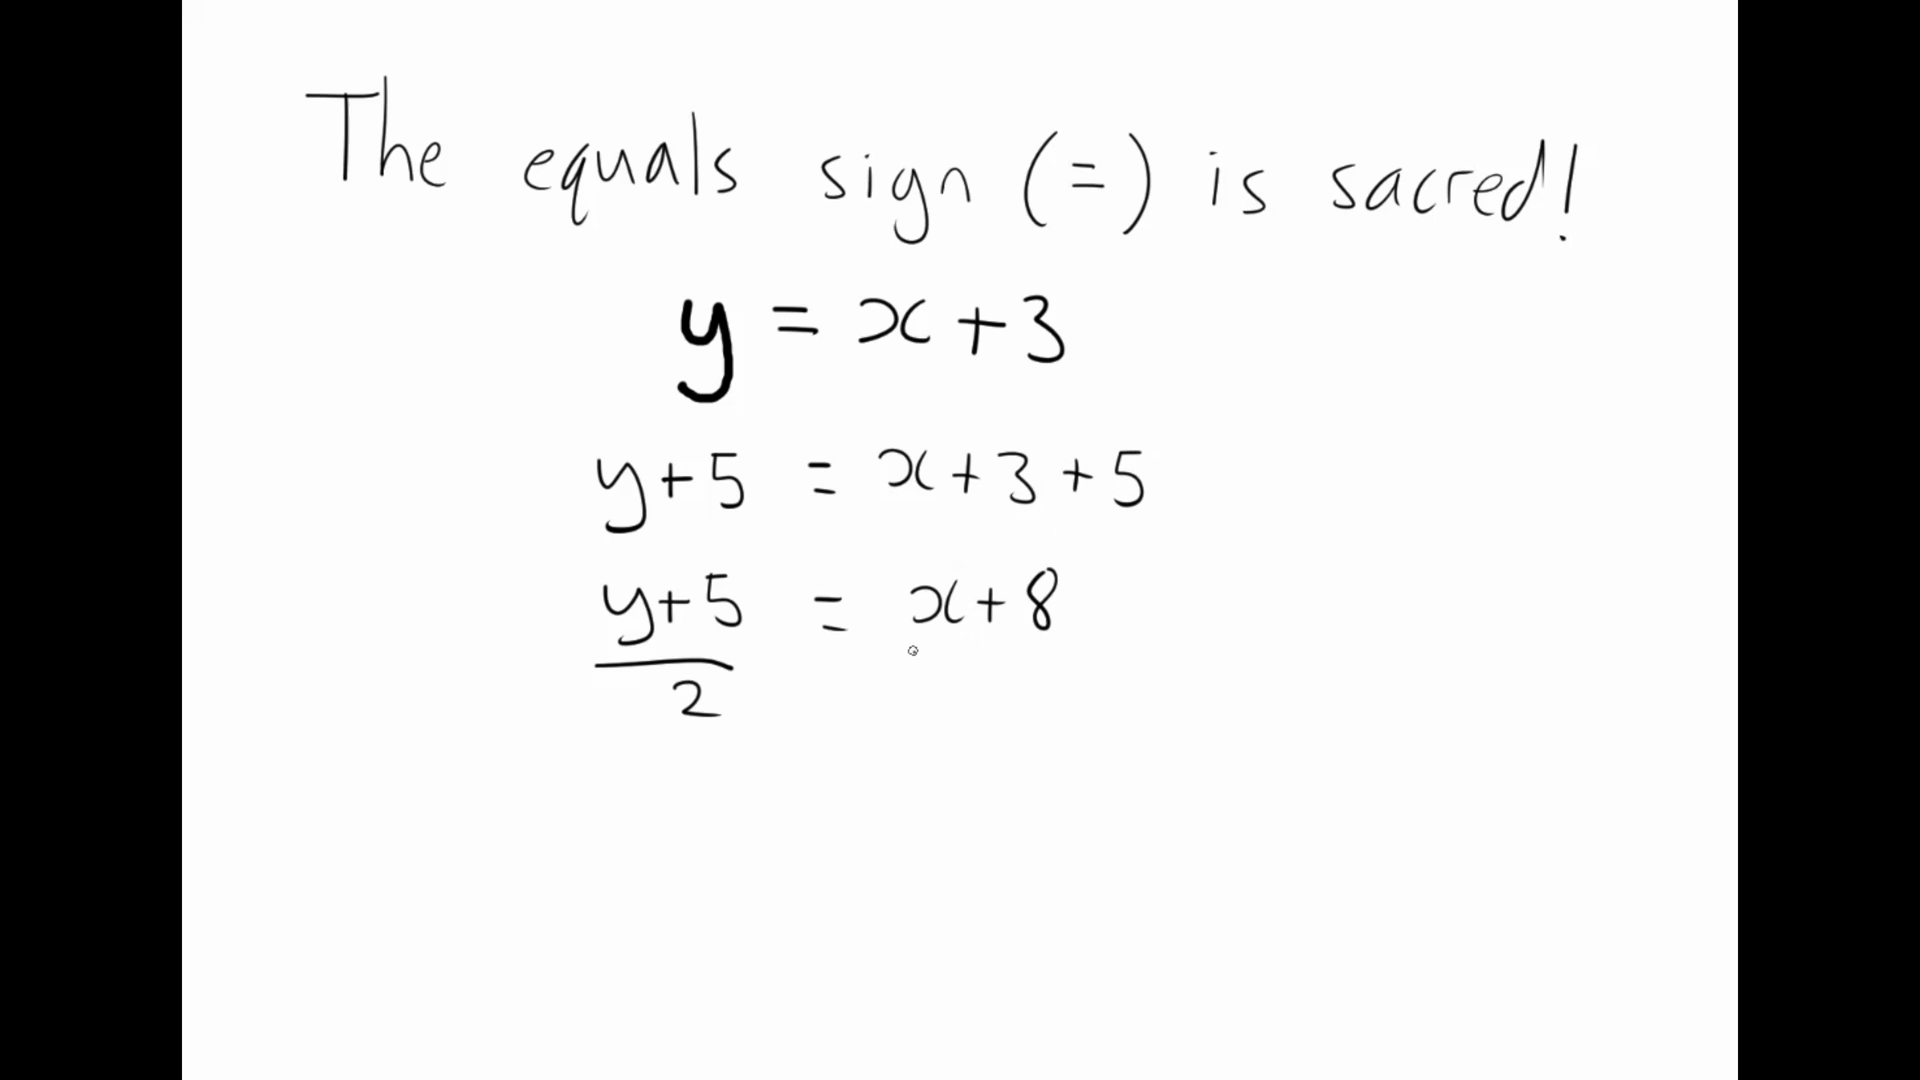 The equals sign (=) is sacred!
y = x + 3
y + 5 = x + 3 + 5
y + 5 = x + 8
2